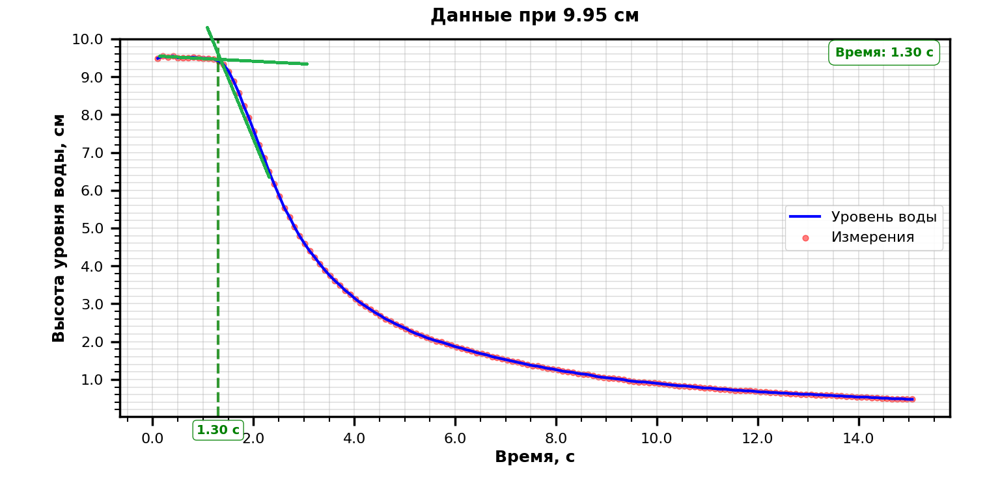 Данные при 9.95 см
Время: 1.30 с
Высота уровня воды, см
10.0
9.0
8.0
7.0
6.0
5.0
4.0
3.0
2.0
1.0
Уровень воды
Измерения
1.30 с
0.0 2.0 4.0 6.0 8.0 10.0 12.0 14.0
Время, с